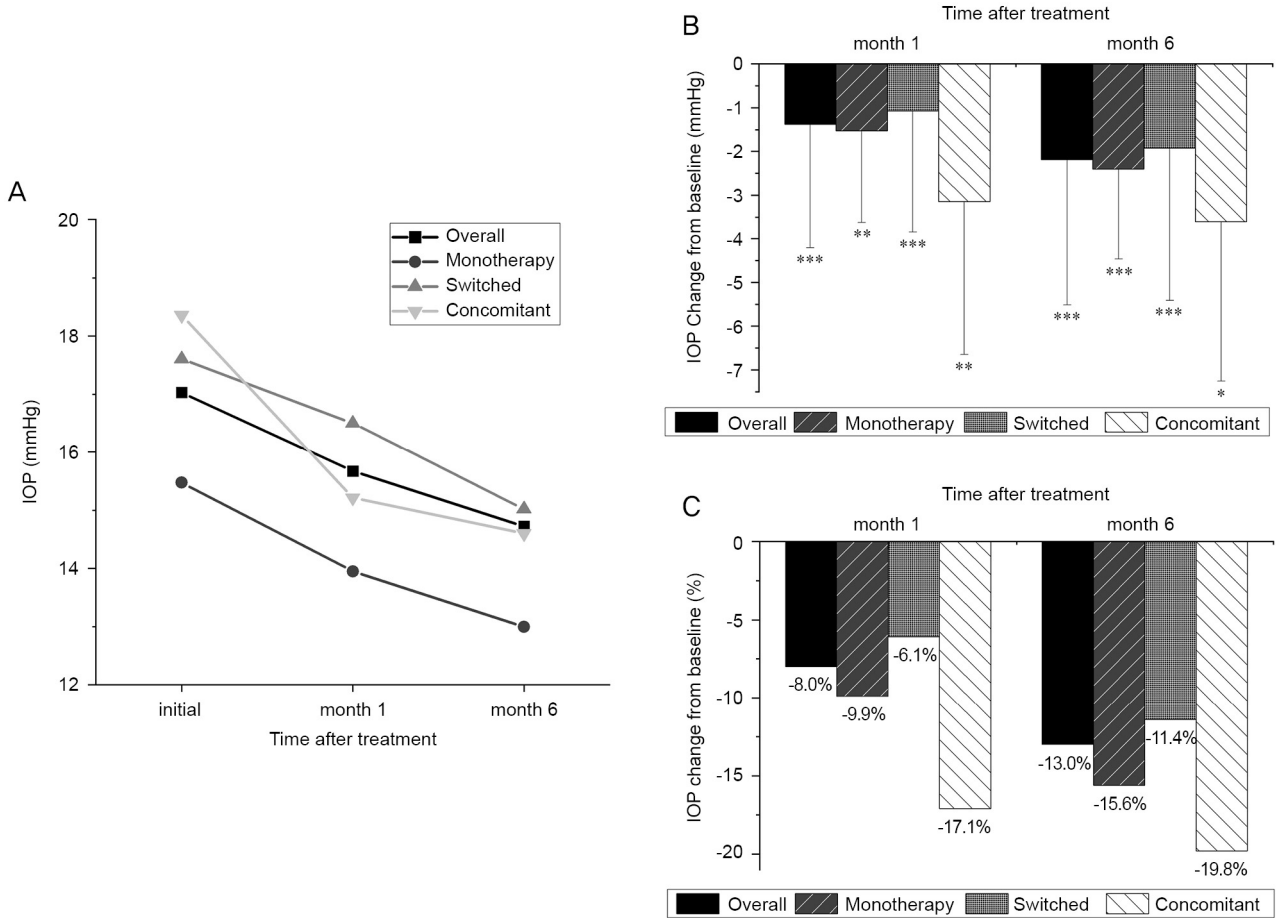 A
20
18
16
14
12
IOP (mmHg)
Overall
Monotherapy
Switched
Concomitant
initial
month 1
month 6
Time after treatment
B
Time after treatment
month 1
month 6
0
-1
-2
-3
-4
-5
-6
-7
IOP Change from baseline (mmHg)
***
**
***
**
***
***
***
*
Overall
Monotherapy
Switched
Concomitant
C
Time after treatment
month 1
month 6
0
-5
-10
-15
-20
IOP change from baseline (%)
-8.0%
-9.9%
-6.1%
-17.1%
-13.0%
-15.6%
-11.4%
-19.8%
Overall
Monotherapy
Switched
Concomitant